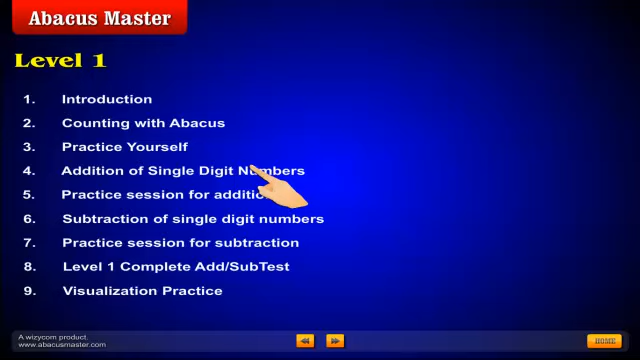 Abacus Master
Level 1
1. Introduction
2. Counting with Abacus
3. Practice Yourself
4. Addition of Single Digit Numbers
5. Practice session for addition
6. Subtraction of single digit numbers
7. Practice session for subtraction
8. Level 1 Complete Add/SubTest
9. Visualization Practice
A wizycom product.
www.abacusmaster.com
HOME